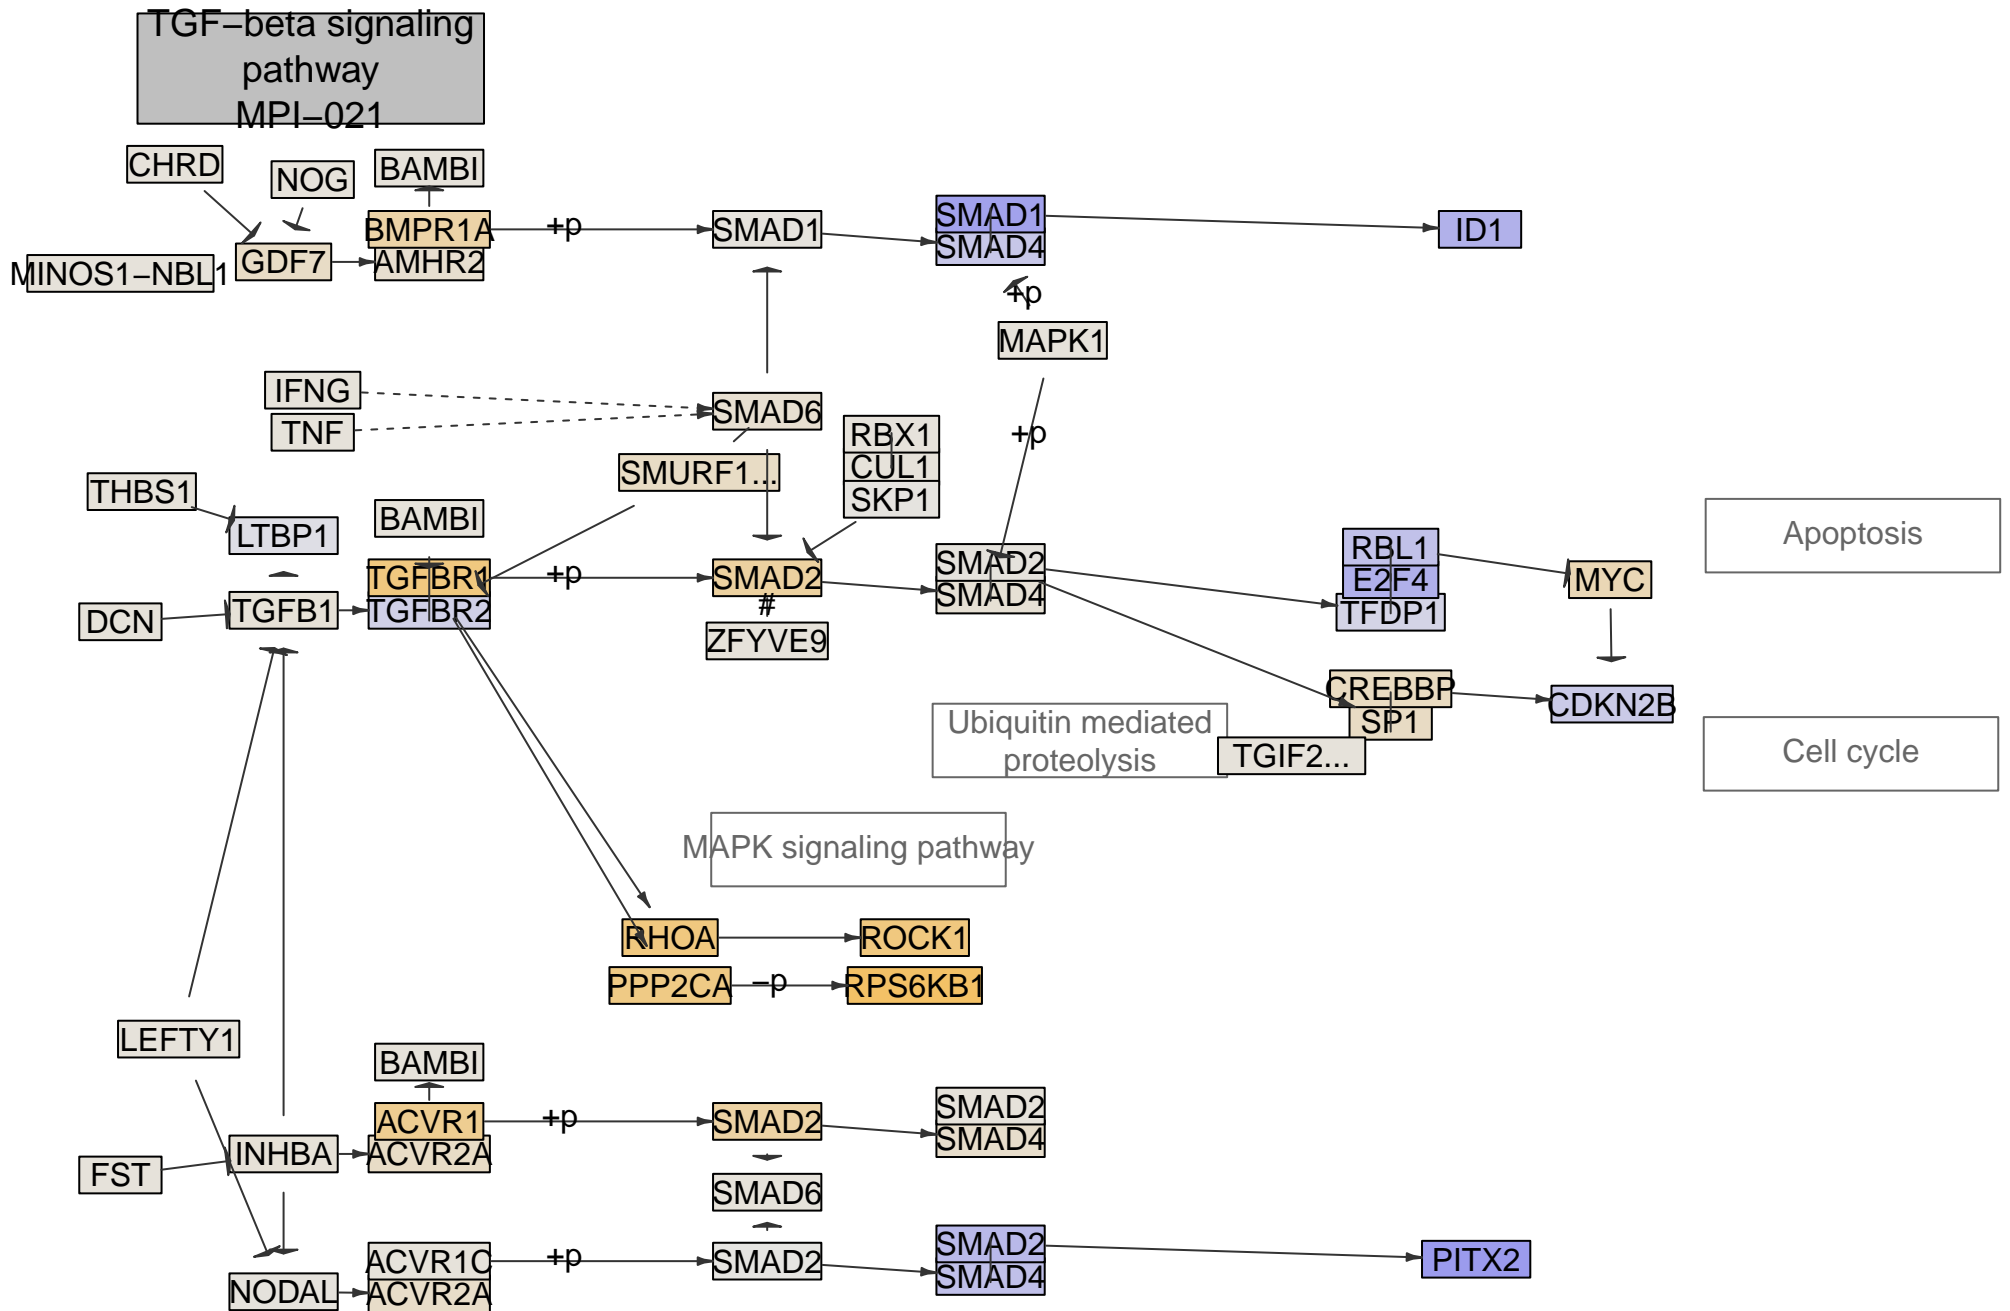 TGF−beta signaling
pathway
MPI−021
CHRD
NOG
BAMBI
BMPR1A
+p
SMAD1
SMAD1
SMAD4
ID1
MINOS1−NBL1
GDF7
AMHR2
+p
MAPK1
IFNG
TNF
SMAD6
RBX1
CUL1
SKP1
+p
SMURF1...
THBS1
LTBP1
BAMBI
Apoptosis
TGFBR1
TGFBR2
+p
SMAD2
#
ZFYVE9
SMAD2
SMAD4
RBL1
E2F4
TFDP1
MYC
DCN
TGFB1
CREBBP
SP1
CDKN2B
Ubiquitin mediated
proteolysis
TGIF2...
Cell cycle
MAPK signaling pathway
RHOA
ROCK1
PPP2CA
−p
RPS6KB1
LEFTY1
BAMBI
ACVR1
ACVR2A
+p
SMAD2
SMAD2
SMAD4
INHBA
FST
SMAD6
ACVR1C
ACVR2A
+p
SMAD2
SMAD2
SMAD4
PITX2
NODAL